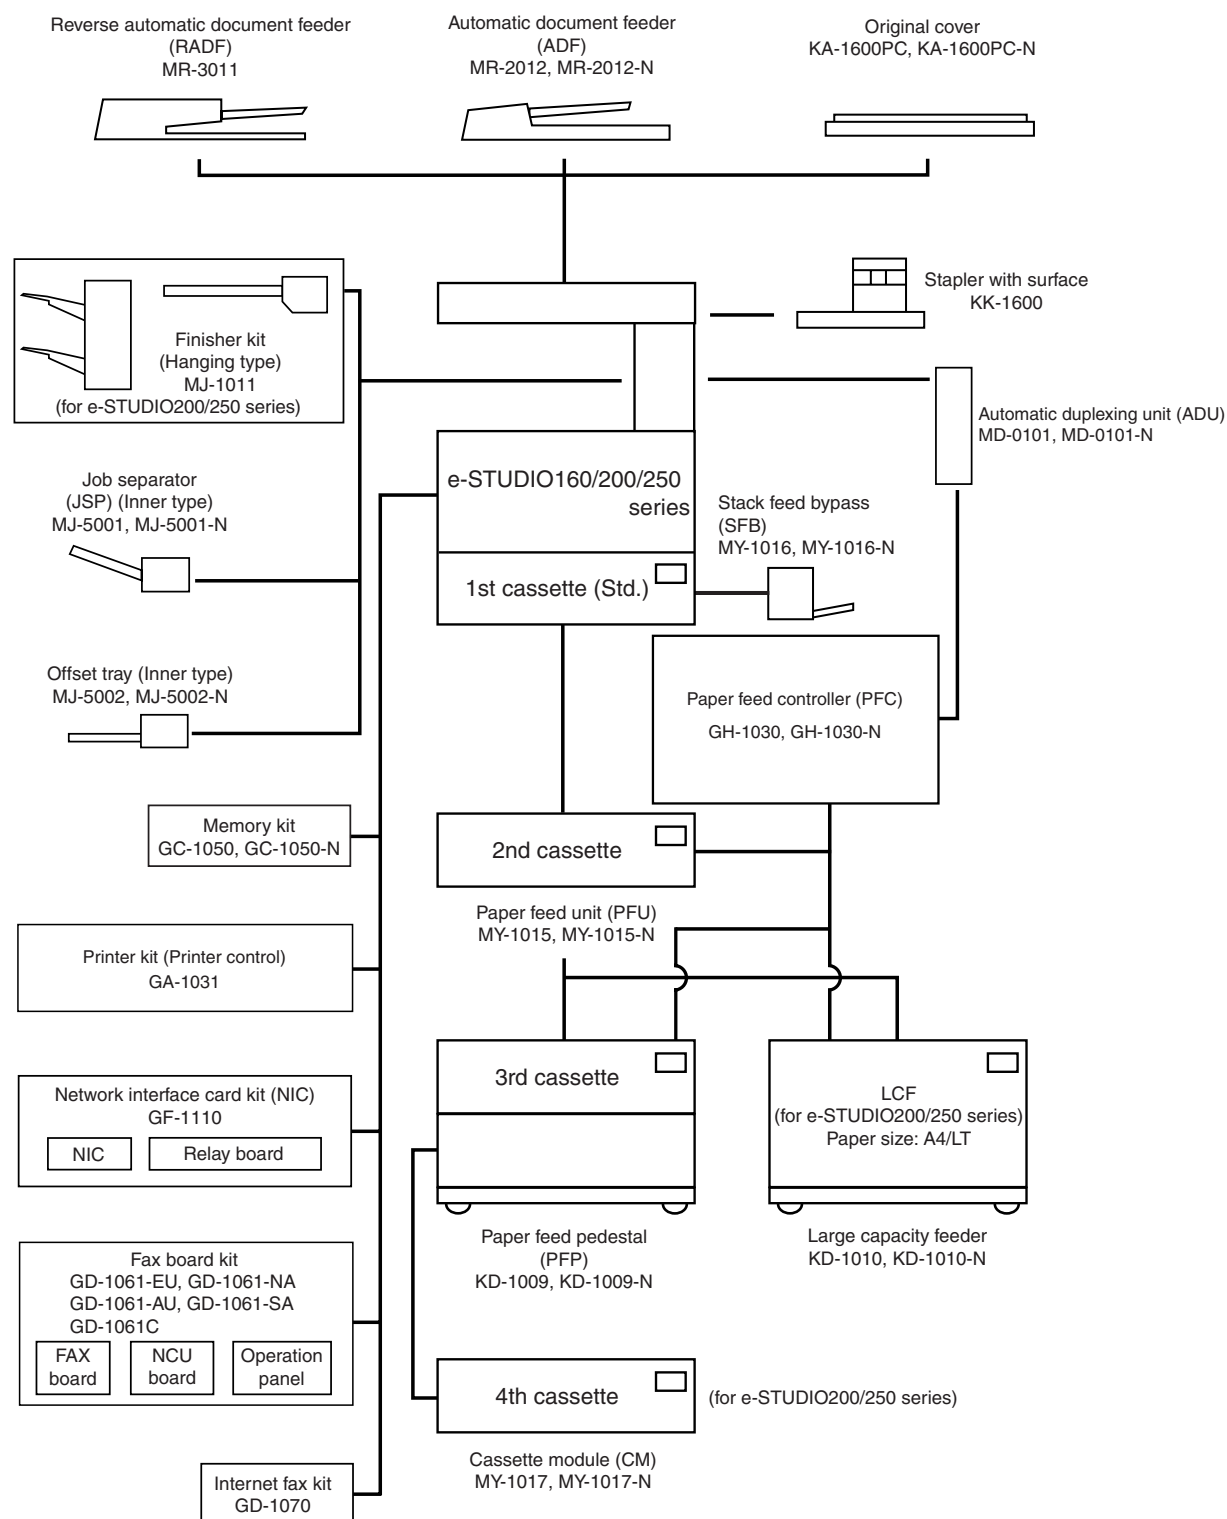 Reverse automatic document feeder
(RADF)
MR-3011
Automatic document feeder
(ADF)
MR-2012, MR-2012-N
Original cover
KA-1600PC, KA-1600PC-N
Finisher kit
(Hanging type)
MJ-1011
(for e-STUDIO200/250 series)
Stapler with surface
KK-1600
Automatic duplexing unit (ADU)
MD-0101, MD-0101-N
Job separator
(JSP) (Inner type)
MJ-5001, MJ-5001-N
e-STUDIO160/200/250
series
Stack feed bypass
(SFB)
MY-1016, MY-1016-N
1st cassette (Std.)
Offset tray (Inner type)
MJ-5002, MJ-5002-N
Paper feed controller (PFC)
GH-1030, GH-1030-N
Memory kit
GC-1050, GC-1050-N
2nd cassette
Paper feed unit (PFU)
MY-1015, MY-1015-N
Printer kit (Printer control)
GA-1031
3rd cassette
LCF
(for e-STUDIO200/250 series)
Paper size: A4/LT
Network interface card kit (NIC)
GF-1110
NIC
Relay board
Paper feed pedestal
(PFP)
KD-1009, KD-1009-N
Large capacity feeder
KD-1010, KD-1010-N
Fax board kit
GD-1061-EU, GD-1061-NA
GD-1061-AU, GD-1061-SA
GD-1061C
FAX
board
NCU
board
Operation
panel
4th cassette
(for e-STUDIO200/250 series)
Cassette module (CM)
MY-1017, MY-1017-N
Internet fax kit
GD-1070